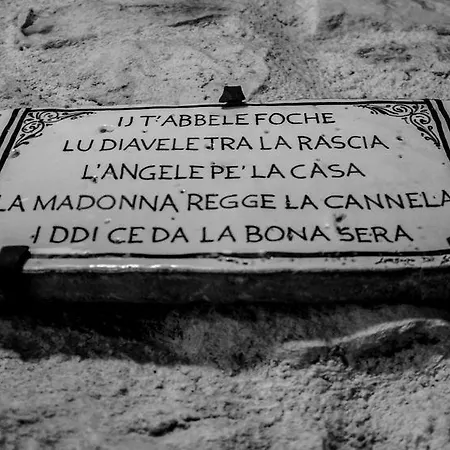 IJ T'ABBELE FOCHE
LU DIAVELE TRA LA RASCIA
L'ANGELE PE' LA CASA
LA MADONNA REGGE LA CANNELA
I DDI CE DA LA BONA SERA